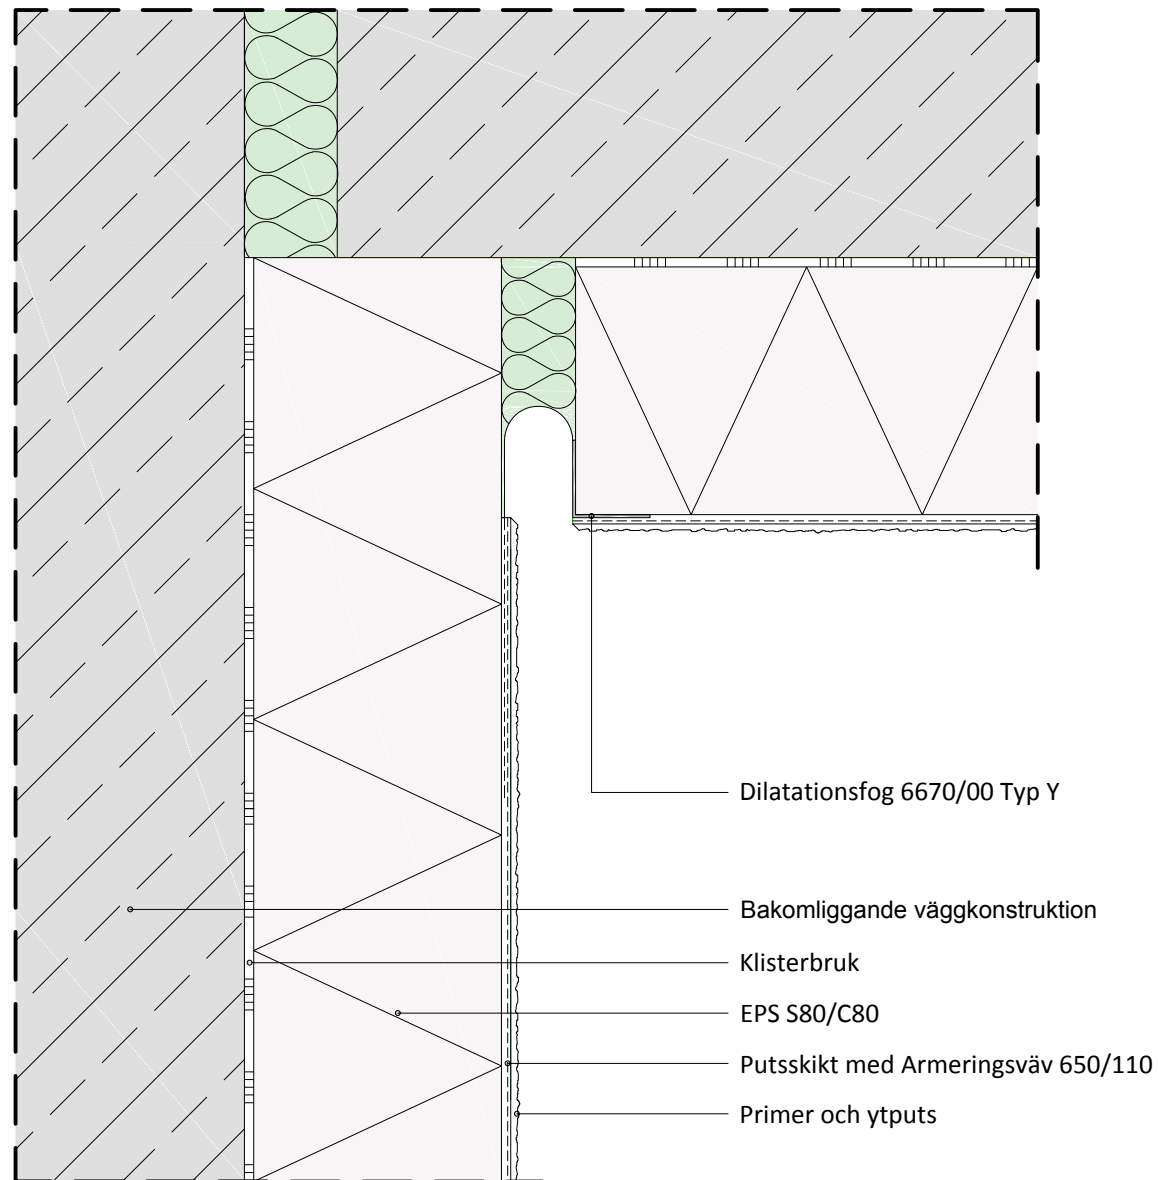 Dilatationsfog 6670/00 Typ Y
Bakomliggande väggkonstruktion
Klisterbruk
EPS S80/C80
Putsskikt med Armeringsväv 650/110
Primer och ytputs